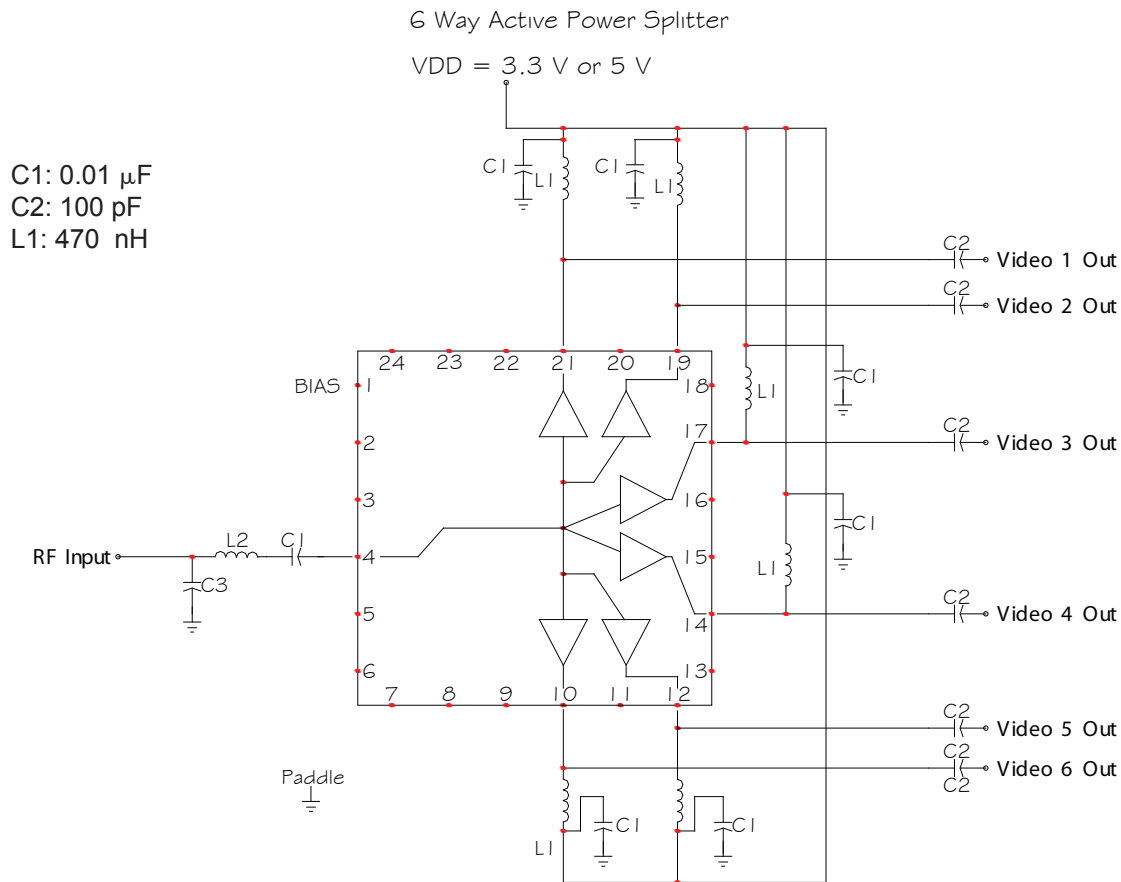 6 Way Active Power Splitter
VDD = 3.3 V or 5 V
C1: 0.01 μF
C2: 100 pF
L1: 470 nH
C1
L1
C1
L1
C2
Video 1 Out
C2
Video 2 Out
24
23
22
21
20
19
BIAS
1
18
L1
C1
2
17
C2
Video 3 Out
3
16
RF Input
L2
C1
4
15
C1
L1
C3
5
14
C2
Video 4 Out
6
13
7
8
9
10
11
12
C2
Video 5 Out
C2
Video 6 Out
C2
Paddle
C1
C1
L1